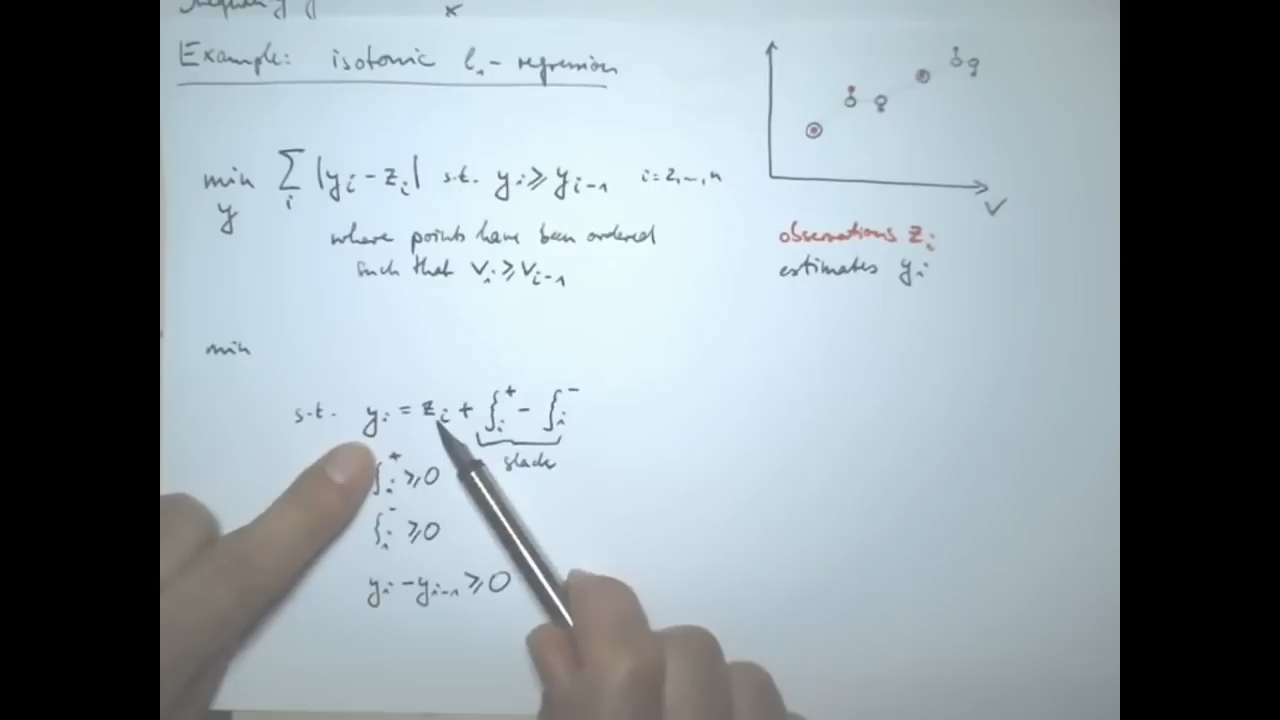 x
Example: isotonic l₁-regression
min Σ |yᵢ - zᵢ| s.t. yᵢ ≥ yᵢ₋₁ i=2,..,n
y i
where points have been ordered
such that vᵢ ≥ vᵢ₋₁
v
observations zᵢ
estimates yᵢ
min
s.t. yᵢ = zᵢ + ξᵢ⁺ - ξᵢ⁻
slack
ξᵢ⁺ ≥ 0
ξᵢ⁻ ≥ 0
yᵢ - yᵢ₋₁ ≥ 0